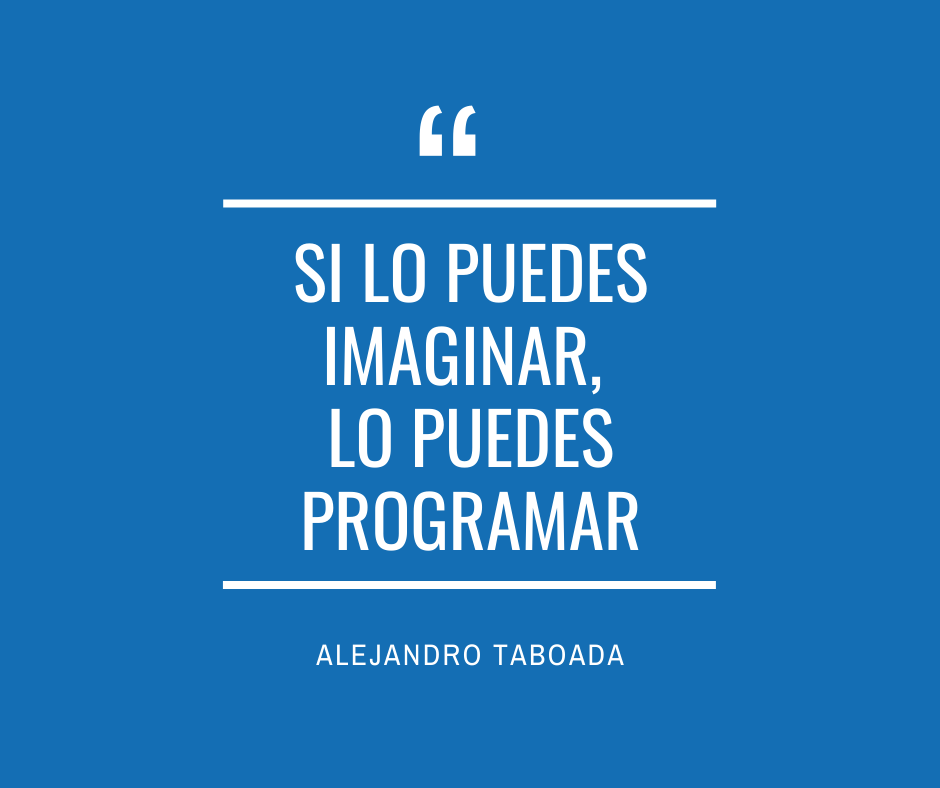 “
SI LO PUEDES
IMAGINAR,
LO PUEDES
PROGRAMAR
ALEJANDRO TABOADA